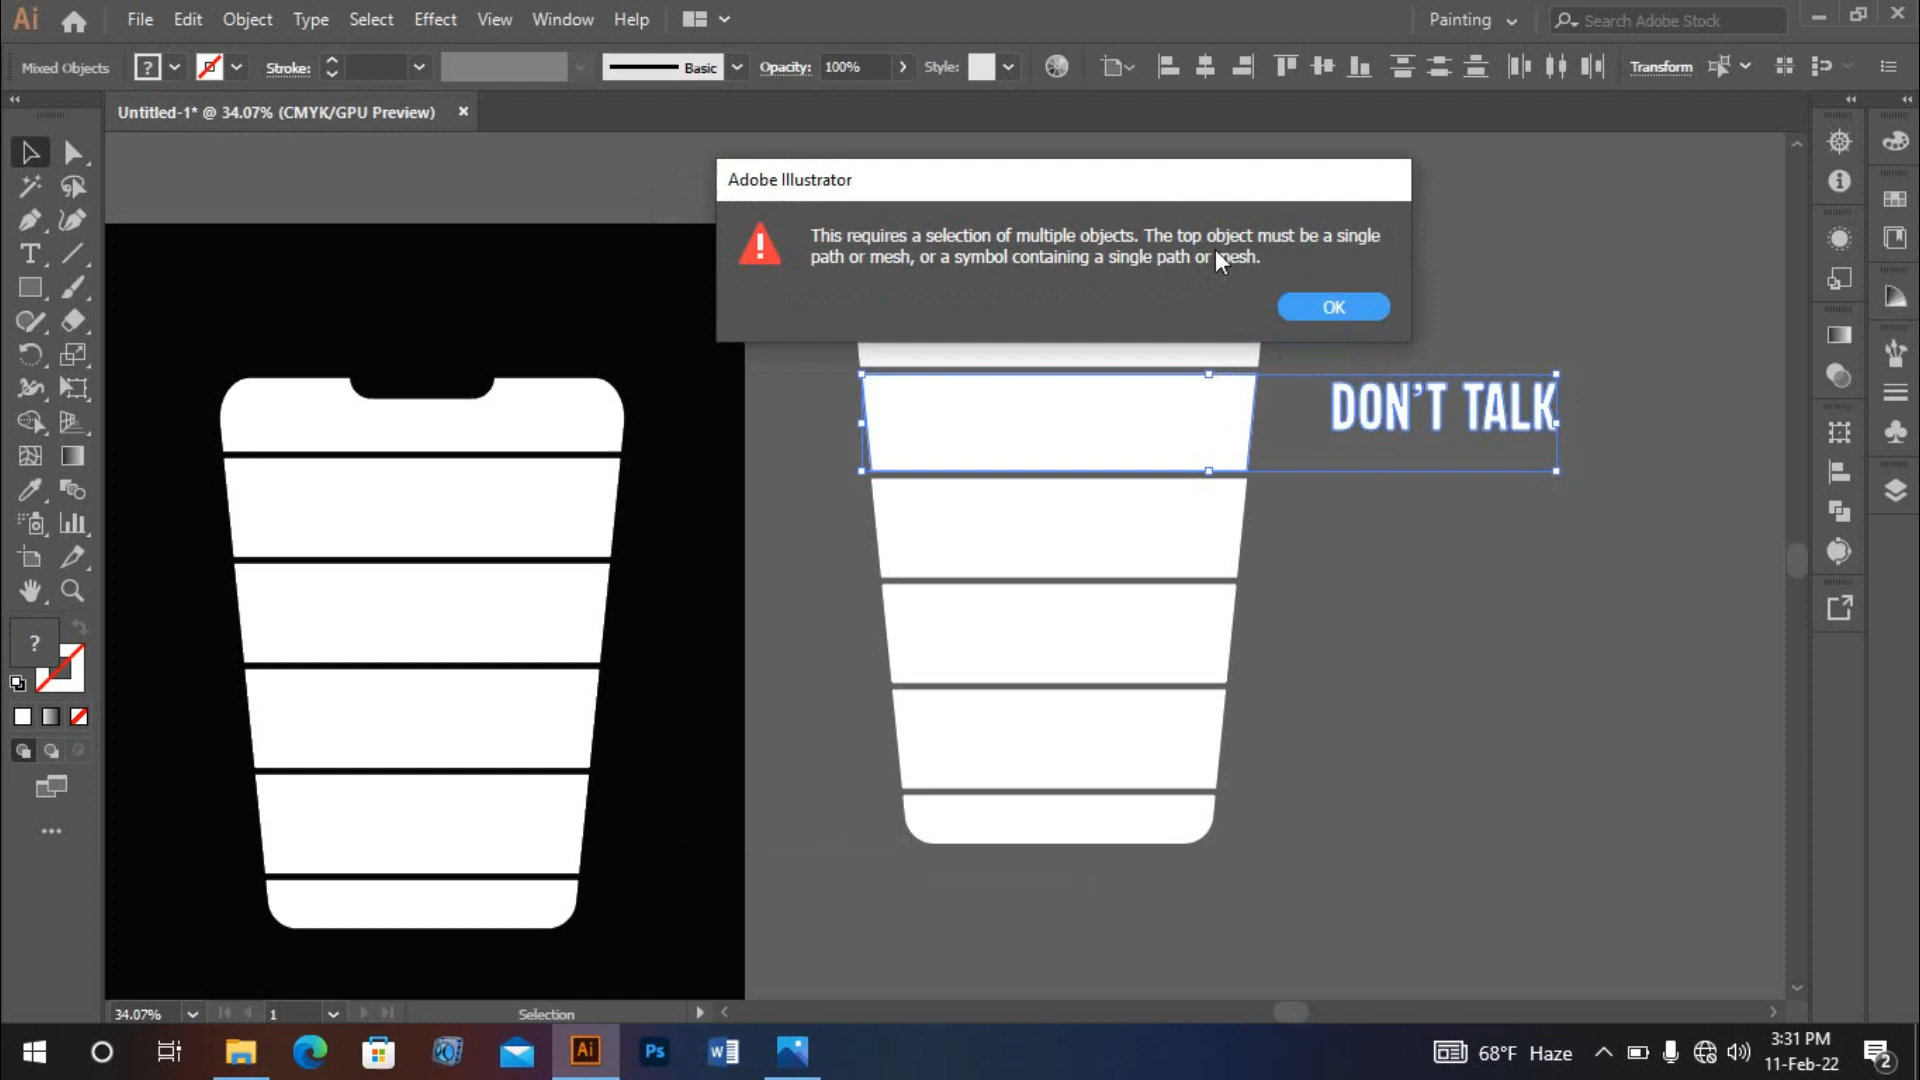 Ai File Edit Object Type Select Effect View Window Help Painting Search Adobe Stock
Mixed Objects ? Stroke: Basic Opacity: 100% Style: Transform
Untitled-1* @ 34.07% (CMYK/GPU Preview)
Adobe Illustrator
This requires a selection of multiple objects. The top object must be a single
path or mesh, or a symbol containing a single path or mesh.
OK
DON'T TALK
?
34.07% 1 Selection
Ai Ps W 68°F Haze 3:31 PM
11-Feb-22 2